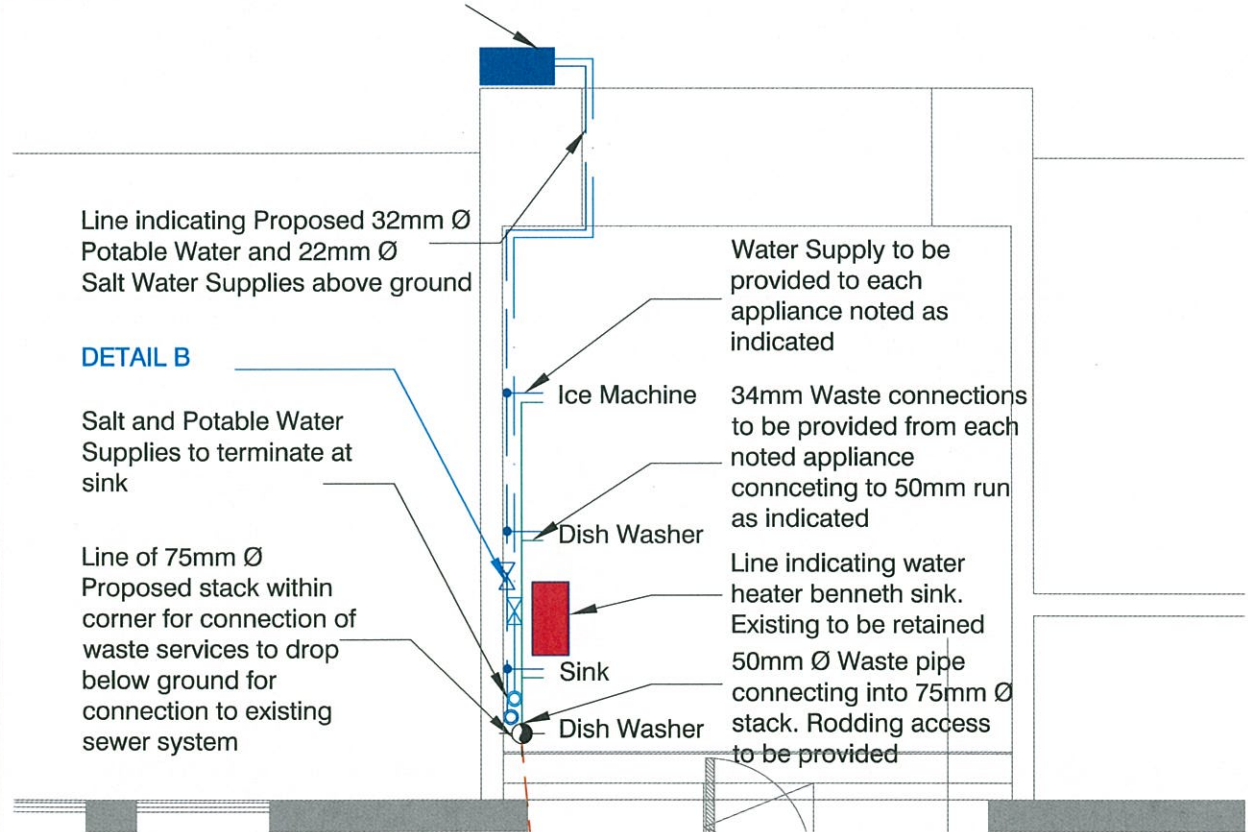 Line indicating Proposed 32mm Ø
Potable Water and 22mm Ø
Salt Water Supplies above ground
DETAIL B
Salt and Potable Water
Supplies to terminate at
sink
Line of 75mm Ø
Proposed stack within
corner for connection of
waste services to drop
below ground for
connection to existing
sewer system
Ice Machine
Dish Washer
Sink
Dish Washer
Water Supply to be
provided to each
appliance noted as
indicated
34mm Waste connections
to be provided from each
noted appliance
connceting to 50mm run
as indicated
Line indicating water
heater benneth sink.
Existing to be retained
50mm Ø Waste pipe
connecting into 75mm Ø
stack. Rodding access
to be provided